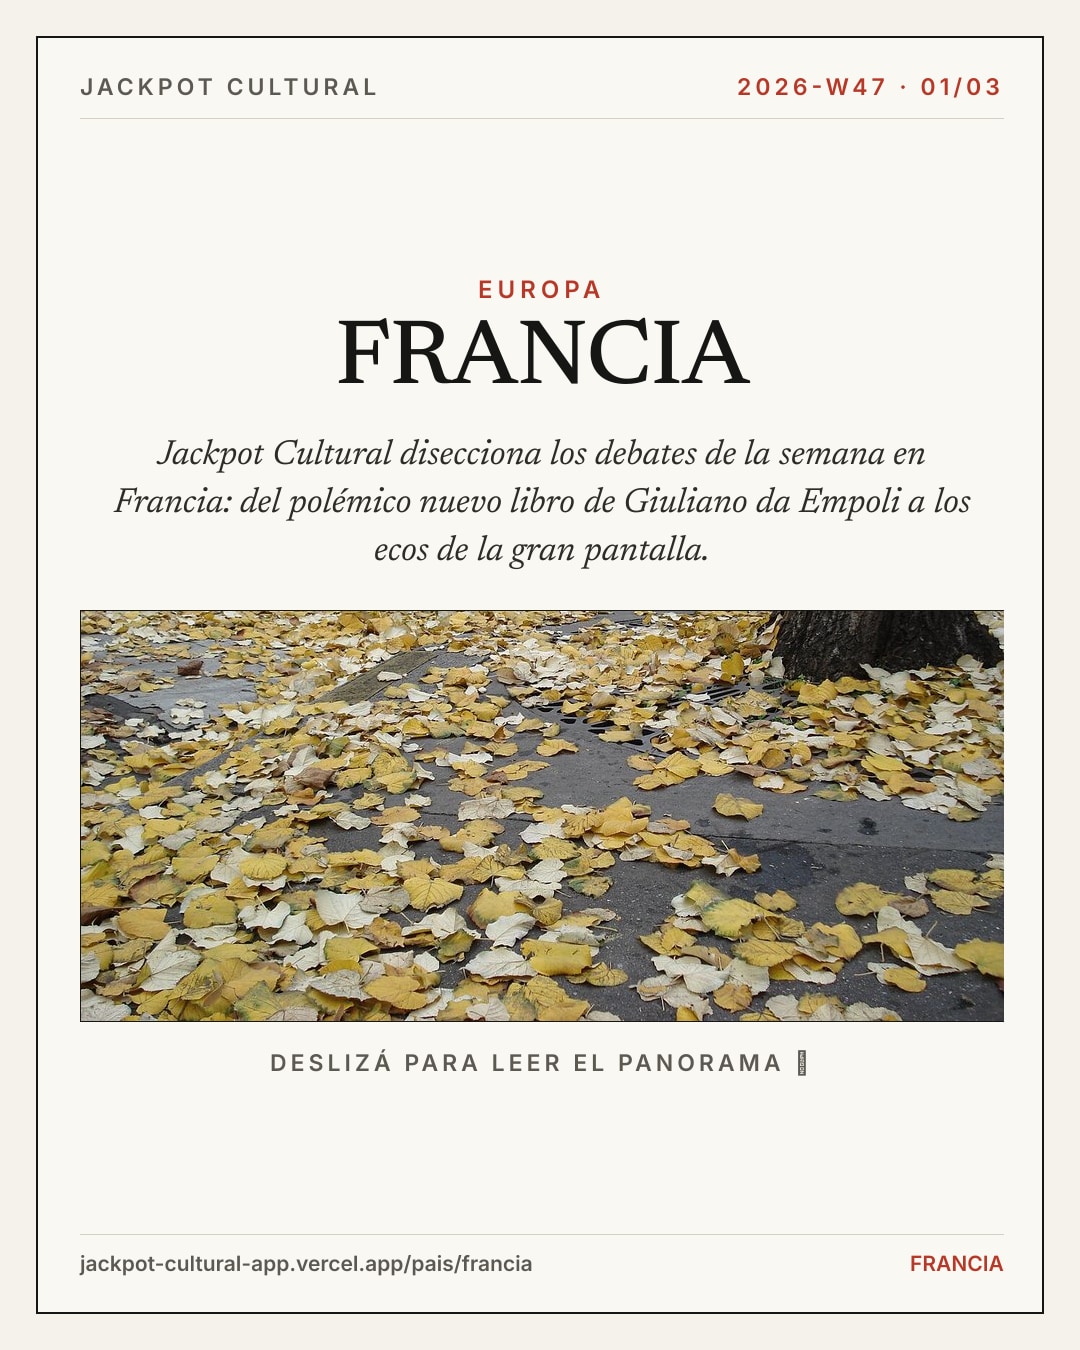 JACKPOT CULTURAL
2026-W47 · 01/03
EUROPA
FRANCIA
Jackpot Cultural disecciona los debates de la semana en
Francia: del polémico nuevo libro de Giuliano da Empoli a los
ecos de la gran pantalla.
DESLIZÁ PARA LEER EL PANORAMA
jackpot-cultural-app.vercel.app/pais/francia
FRANCIA